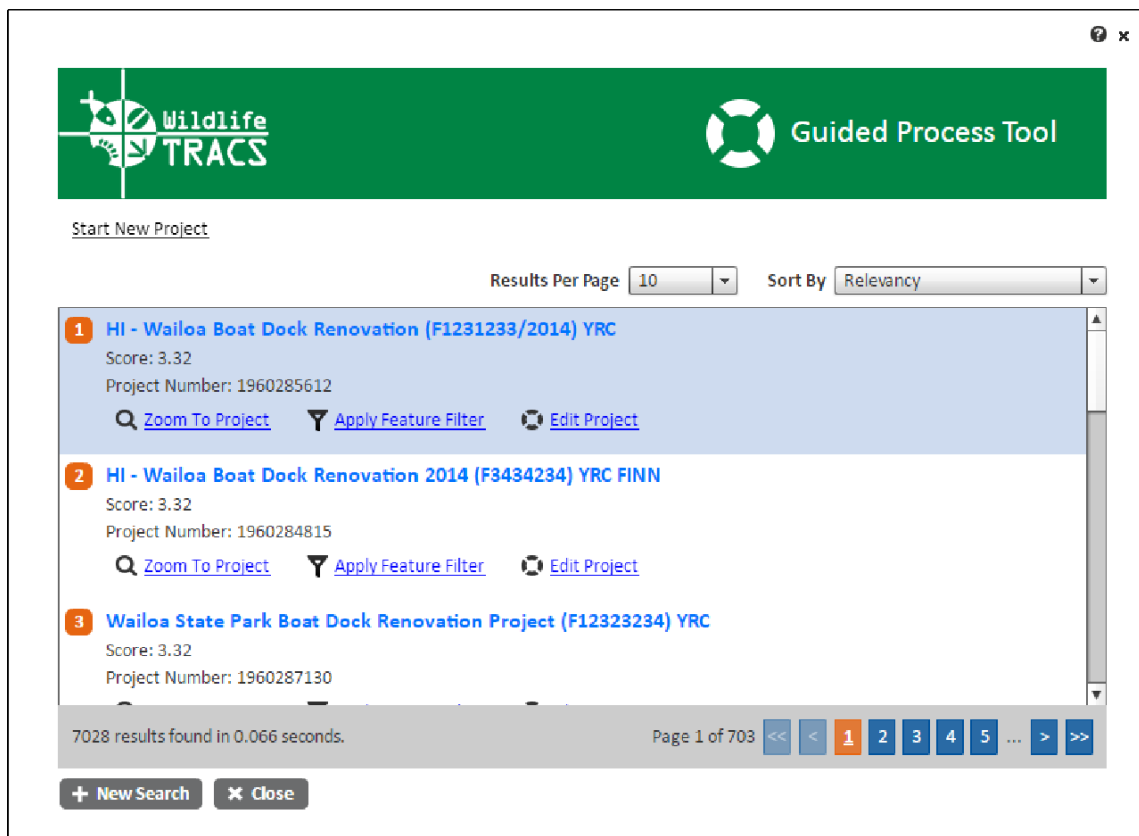 Wildlife
TRACS
Guided Process Tool
Start New Project
Results Per Page 10 Sort By Relevancy
1 HI - Wailoa Boat Dock Renovation (F1231233/2014) YRC
Score: 3.32
Project Number: 1960285612
Zoom To Project Apply Feature Filter Edit Project
2 HI - Wailoa Boat Dock Renovation 2014 (F3434234) YRC FINN
Score: 3.32
Project Number: 1960284815
Zoom To Project Apply Feature Filter Edit Project
3 Wailoa State Park Boat Dock Renovation Project (F12323234) YRC
Score: 3.32
Project Number: 1960287130
7028 results found in 0.066 seconds. Page 1 of 703 << < 1 2 3 4 5 ... > >>
+ New Search × Close